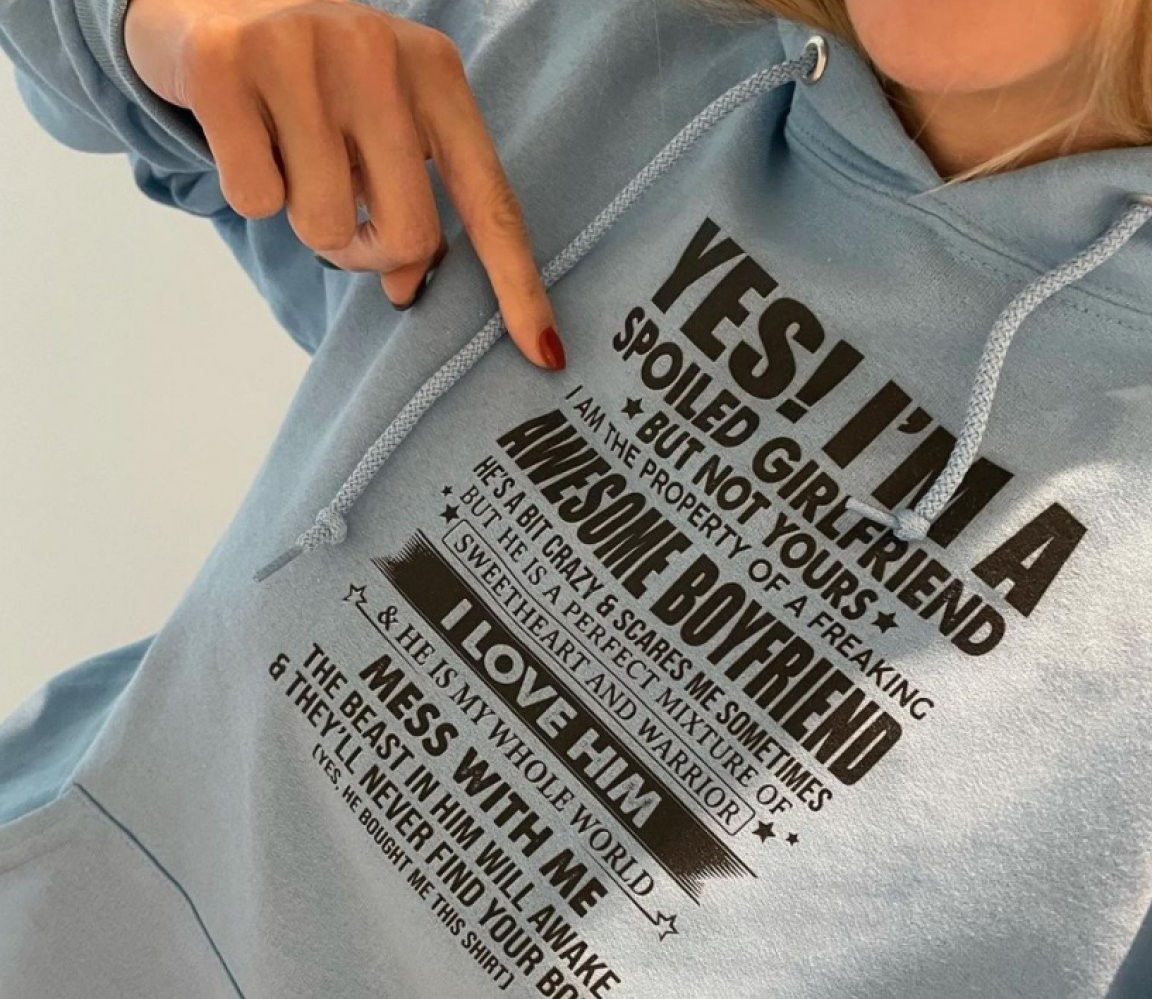 YES! I'M A
SPOILED GIRLFRIEND
★ BUT NOT YOURS ★
I AM THE PROPERTY OF A FREAKING
AWESOME BOYFRIEND
HE'S A BIT CRAZY & SCARES ME SOMETIMES
BUT HE IS A PERFECT MIXTURE OF
SWEETHEART AND WARRIOR
I LOVE HIM
& HE IS MY WHOLE WORLD
MESS WITH ME
THE BEAST IN HIM WILL AWAKE
& THEY'LL NEVER FIND YOUR
(YES, HE BOUGHT ME THIS SHIRT)